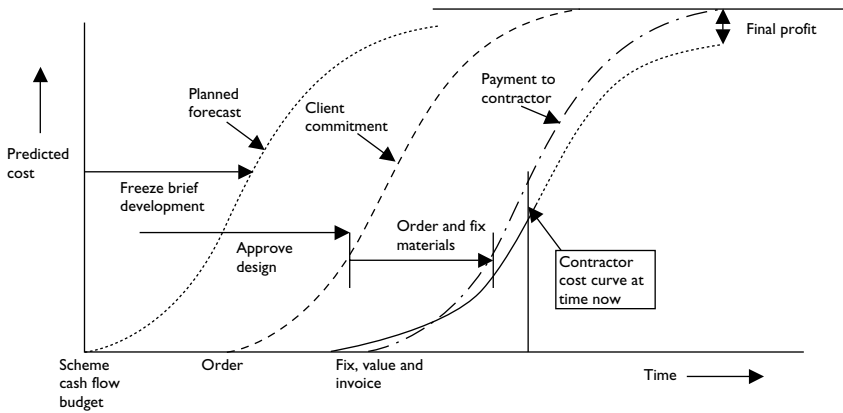 Final profit
Planned
forecast
Client
commitment
Payment to
contractor
Predicted
cost
Freeze brief
development
Approve
design
Order and fix
materials
Contractor
cost curve at
time now
Scheme
cash flow
budget
Order
Fix, value and
invoice
Time